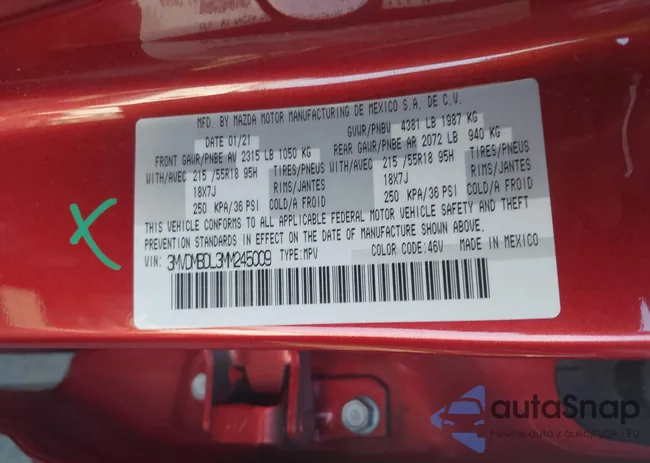 MFD. BY MAZDA MOTOR MANUFACTURING DE MEXICO S.A. DE C.V.
DATE 01/21 GVWR/PNBV 4381 LB 1987 KG
FRONT GAWR/PNBE AV 2315 LB 1050 KG REAR GAWR/PNBE AR 2072 LB 940 KG
WITH/AVEC 215 /55R18 95H TIRES/PNEUS WITH/AVEC 215 /55R18 95H TIRES/PNEUS
18X7J RIMS/JANTES 18X7J RIMS/JANTES
250 KPA/36 PSI COLD/A FROID 250 KPA/36 PSI COLD/A FROID
THIS VEHICLE CONFORMS TO ALL APPLICABLE FEDERAL MOTOR VEHICLE SAFETY AND THEFT
PREVENTION STANDARDS IN EFFECT ON THE DATE OF MANUFACTURE SHOWN ABOVE.
VIN: 3MVDMBDL3MM245009 TYPE:MPV COLOR CODE:46V MADE IN MEXICO
X
autaSnap
Pewne auta z aukcji USA - EU